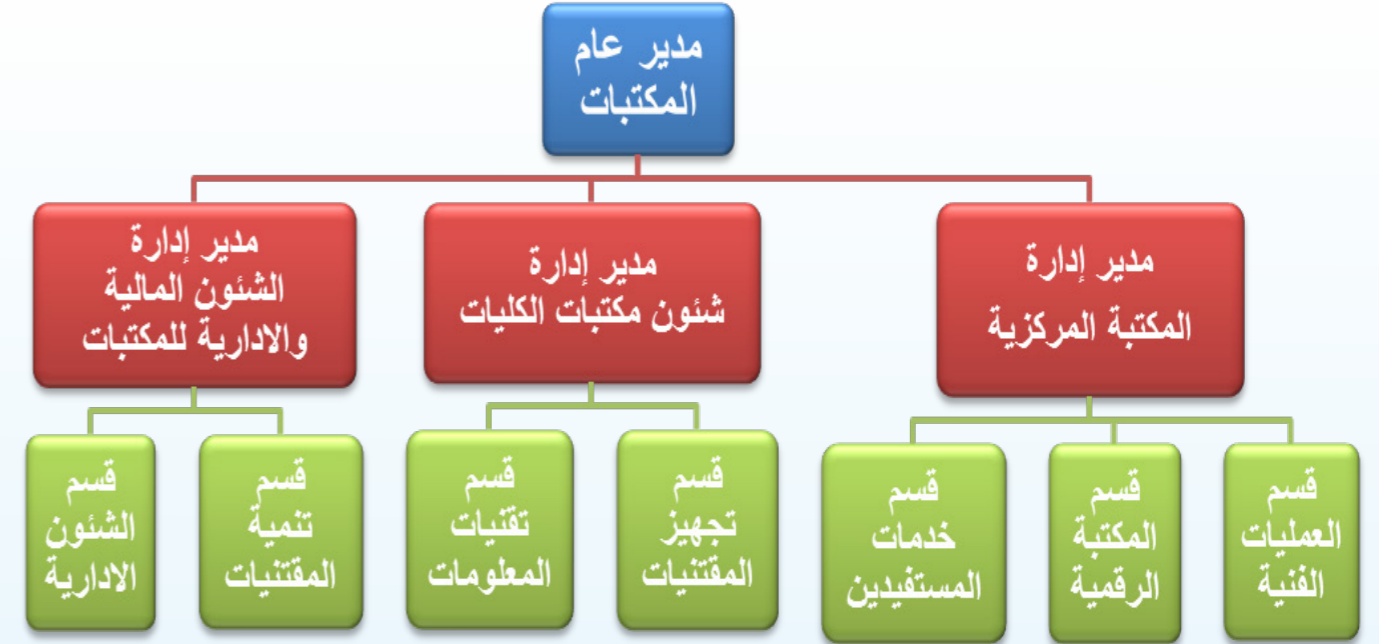 مدير عام
المكتبات
مدير إدارة
المكتبة المركزية
مدير إدارة
شئون مكتبات الكليات
مدير إدارة
الشئون المالية
والادارية للمكتبات
قسم
العمليات
الفنية
قسم
المكتبة
الرقمية
قسم
خدمات
المستفيدين
قسم
تجهيز
المقتنيات
قسم
تقنيات
المعلومات
قسم
تنمية
المقتنيات
قسم
الشئون
الادارية